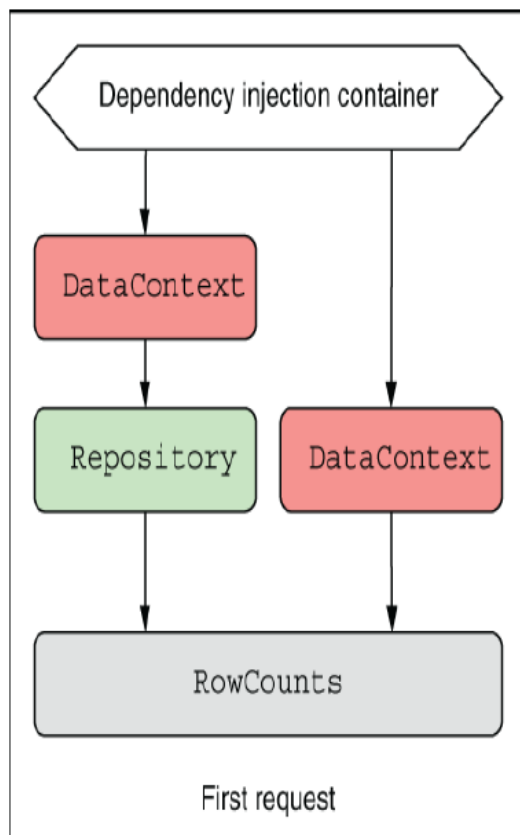 Dependency injection container
DataContext
Repository
DataContext
RowCounts
First request